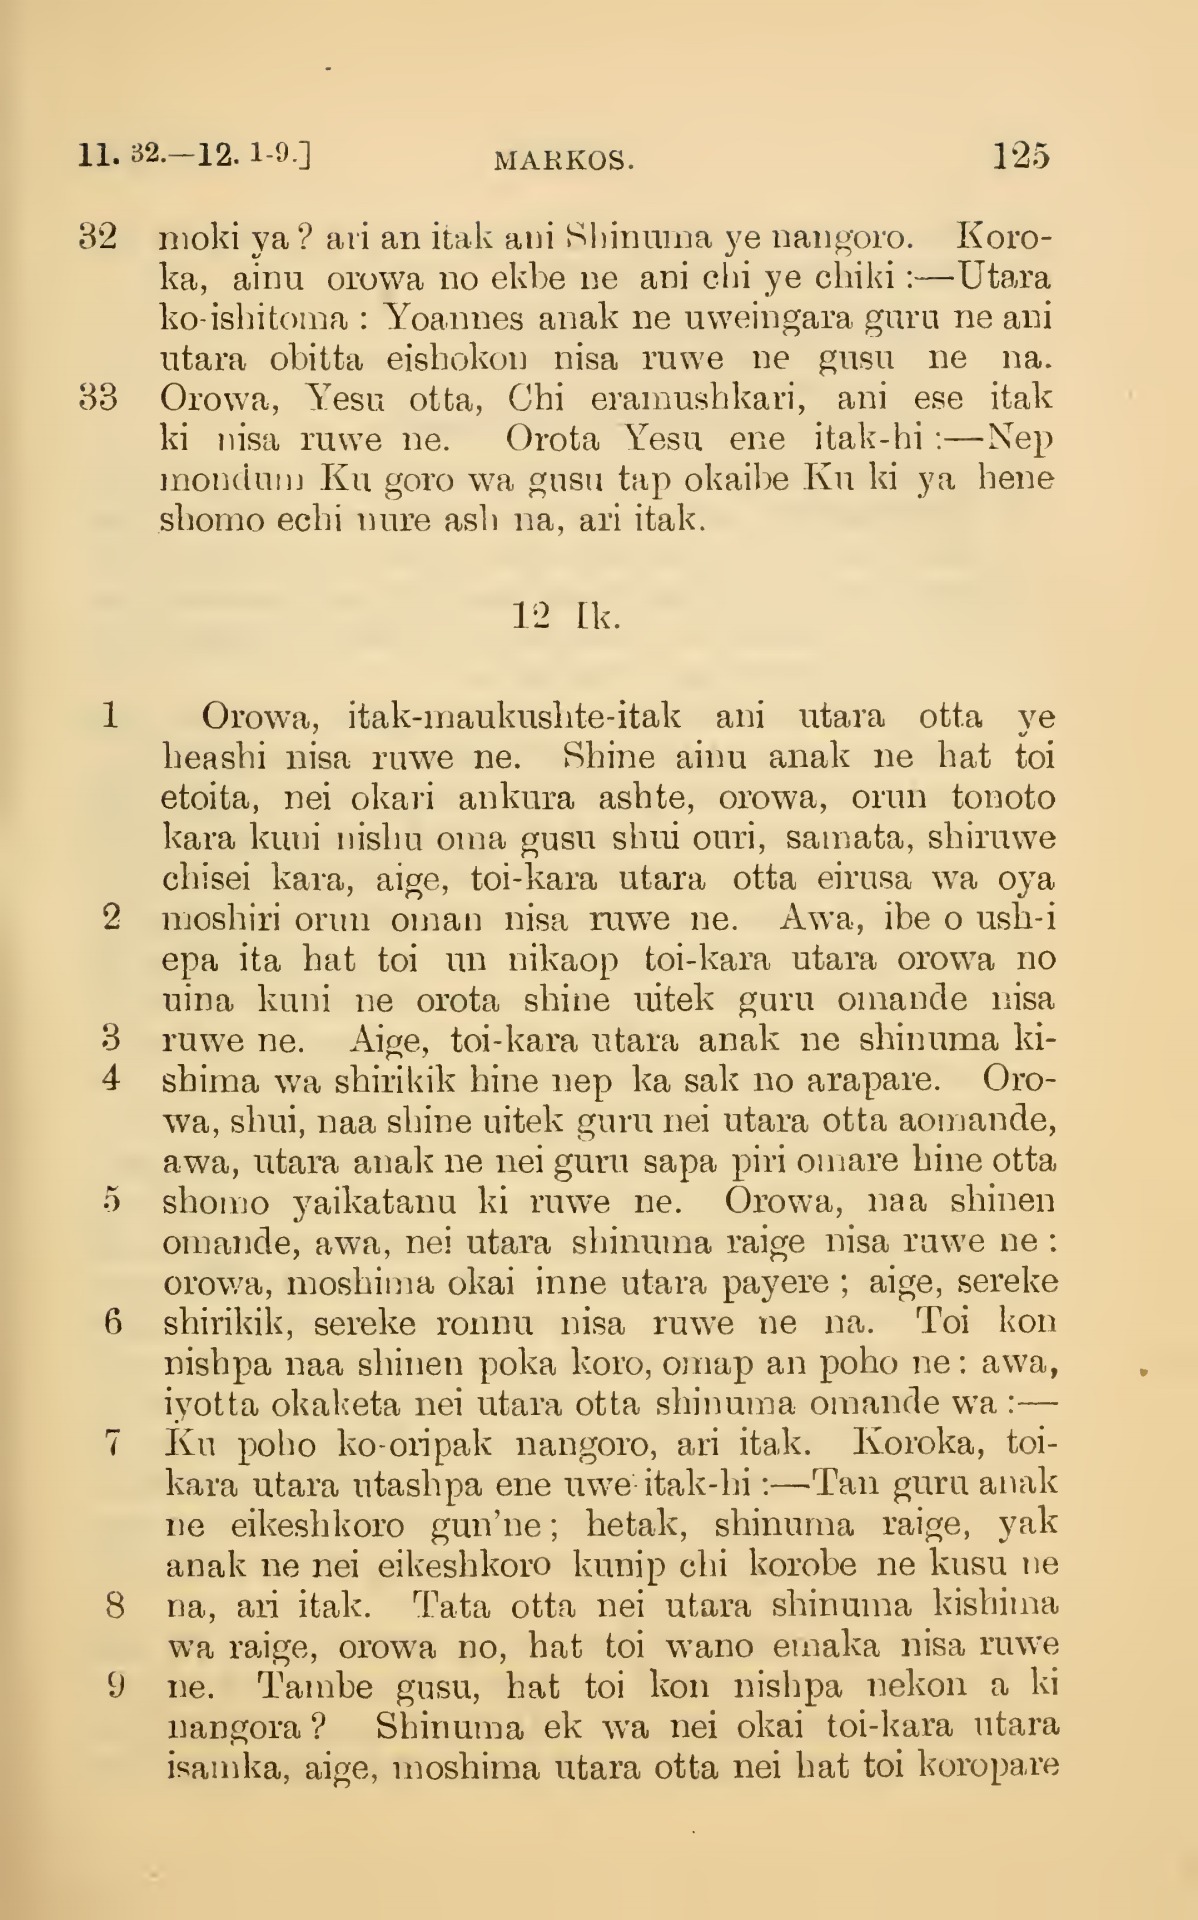 11. 32.—12. 1-9.] MARKOS. 125
32 moki ya? ari an itak ani Shinuma ye nangoro. Koro-
ka, ainu orowa no ekbe ne ani chi ye chiki:—Utara
ko-ishitoma: Yoannes anak ne uweingara guru ne ani
utara obitta eishokon nisa ruwe ne gusu ne na.
33 Orowa, Yesu otta, Chi eramushkari, ani ese itak
ki nisa ruwe ne. Orota Yesu ene itak-hi:—Nep
mondum Ku goro wa gusu tap okaibe Ku ki ya hene
shomo echi nure ash na, ari itak.
12 Ik.
1 Orowa, itak-maukushte-itak ani utara otta ye
heashi nisa ruwe ne. Shine ainu anak ne hat toi
etoita, nei okari ankura ashte, orowa, orun tonoto
kara kuni nishu oma gusu shui ouri, samata, shiruwe
chisei kara, aige, toi-kara utara otta eirusa wa oya
2 moshiri orun oman nisa ruwe ne. Awa, ibe o ush-i
epa ita hat toi un nikaop toi-kara utara orowa no
uina kuni ne orota shine uitek guru omande nisa
3 ruwe ne. Aige, toi-kara utara anak ne shinuma ki-
4 shima wa shirikik hine nep ka sak no arapare. Oro-
wa, shui, naa shine uitek guru nei utara otta aomande,
awa, utara anak ne nei guru sapa piri omare hine otta
5 shomo yaikatanu ki ruwe ne. Orowa, naa shinen
omande, awa, nei utara shinuma raige nisa ruwe ne:
orowa, moshima okai inne utara payere; aige, sereke
6 shirikik, sereke ronnu nisa ruwe ne na. Toi kon
nishpa naa shinen poka koro, omap an poho ne: awa,
iyotta okaketa nei utara otta shinuma omande wa:—
7 Ku poho ko-oripak nangoro, ari itak. Koroka, toi-
kara utara utashpa ene uwe-itak-hi:—Tan guru anak
ne eikeshkoro gun'ne; hetak, shinuma raige, yak
anak ne nei eikeshkoro kunip chi korobe ne kusu ne
8 na, ari itak. Tata otta nei utara shinuma kishima
wa raige, orowa no, hat toi wano emaka nisa ruwe
9 ne. Tambe gusu, hat toi kon nishpa nekon a ki
nangora? Shinuma ek wa nei okai toi-kara utara
isamka, aige, moshima utara otta nei hat toi koropare